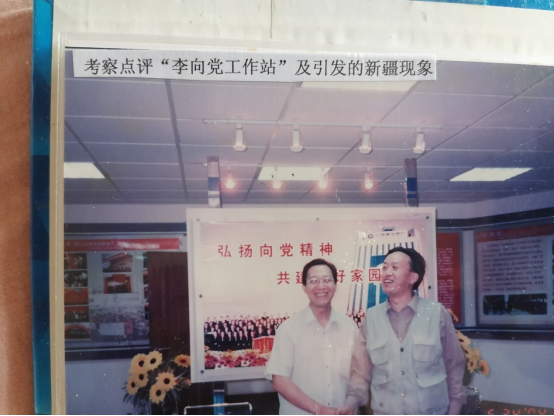 考察点评“李向党工作站”及引发的新疆现象
弘扬向党精神
共建
好家园